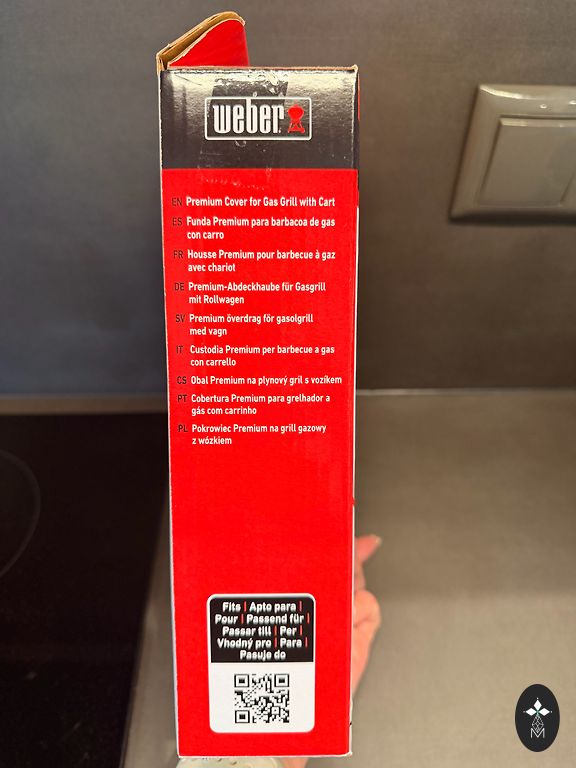 weber
EN Premium Cover for Gas Grill with Cart
ES Funda Premium para barbacoa de gas
con carro
FR Housse Premium pour barbecue à gaz
avec chariot
DE Premium-Abdeckhaube für Gasgrill
mit Rollwagen
SV Premium överdrag för gasolgrill
med vagn
IT Custodia Premium per barbecue a gas
con carrello
CS Obal Premium na plynový gril s vozíkem
PT Cobertura Premium para grelhador a
gás com carrinho
PL Pokrowiec Premium na grill gazowy
z wózkiem
Fits | Apto para |
Pour | Passend für |
Passar till | Per |
Vhodný pro | Para |
Pasuje do
M